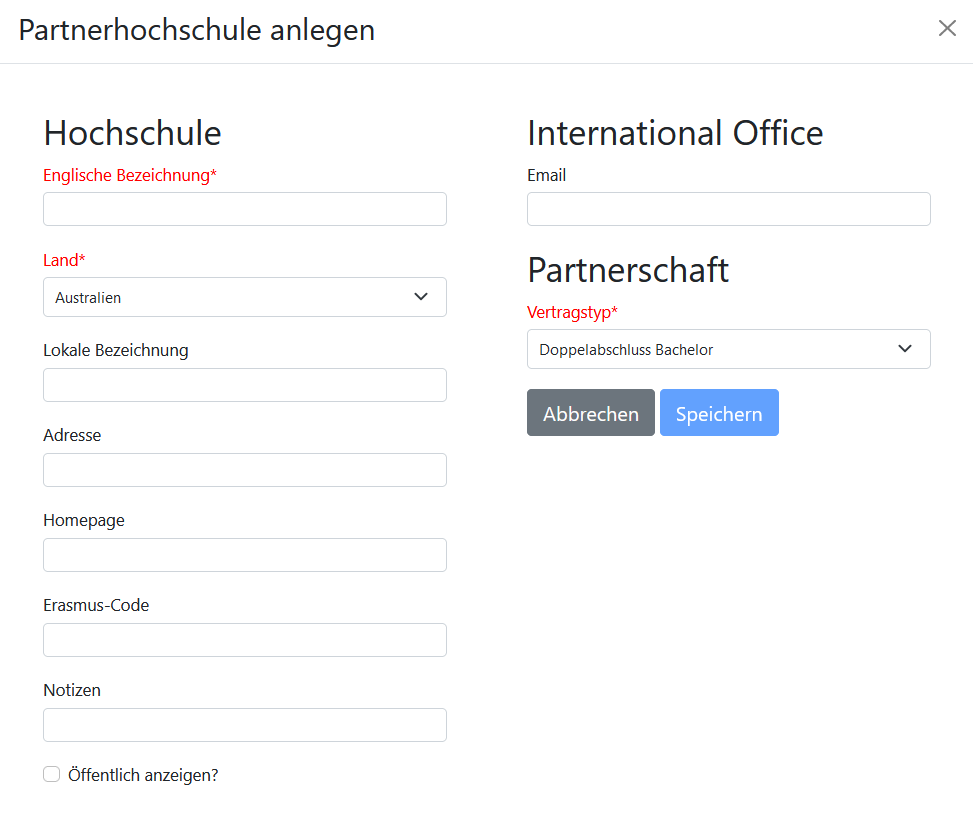 Partnerhochschule anlegen
Hochschule
Englische Bezeichnung*
Land*
Australien
Lokale Bezeichnung
Adresse
Homepage
Erasmus-Code
Notizen
Öffentlich anzeigen?
International Office
Email
Partnerschaft
Vertragstyp*
Doppelabschluss Bachelor
Abbrechen Speichern